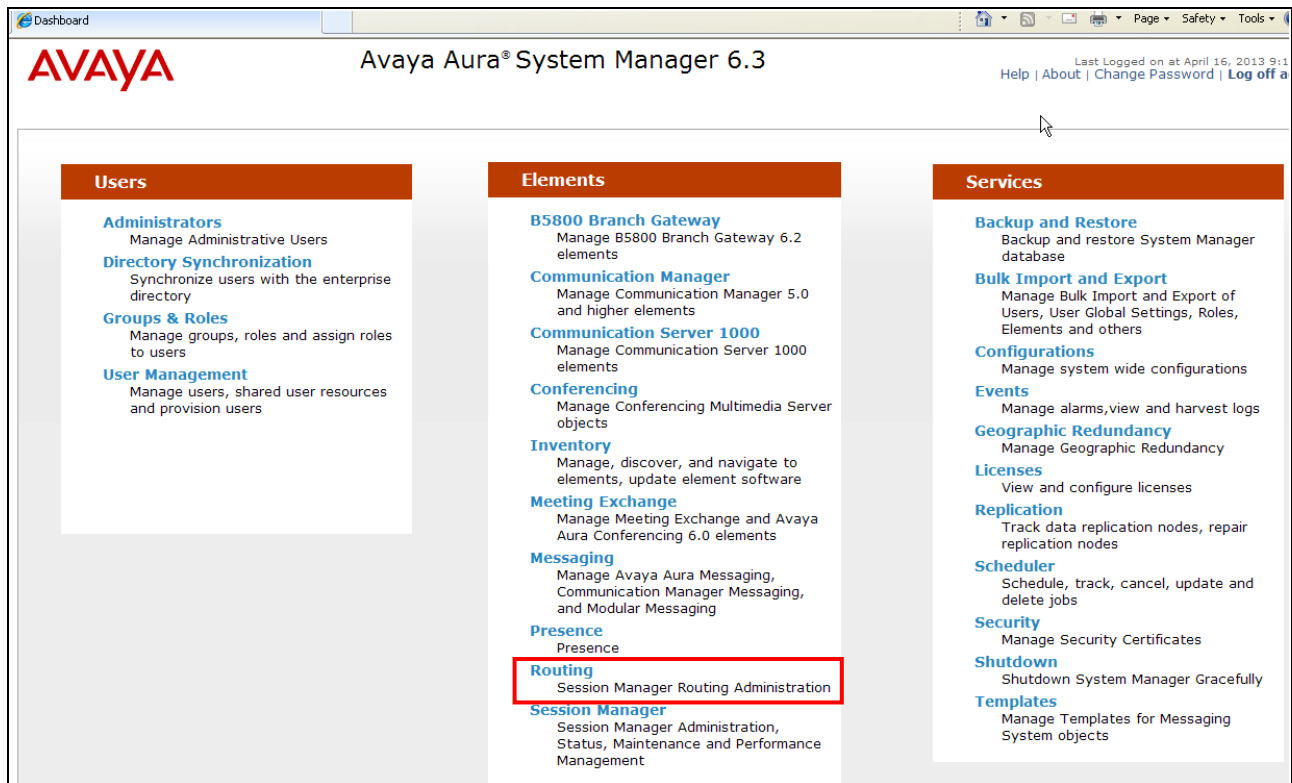 Dashboard
Page Safety Tools
AVAYA
Avaya Aura® System Manager 6.3
Last Logged on at April 16, 2013 9:1
Help | About | Change Password | Log off a
Users
Administrators
Manage Administrative Users
Directory Synchronization
Synchronize users with the enterprise
directory
Groups & Roles
Manage groups, roles and assign roles
to users
User Management
Manage users, shared user resources
and provision users
Elements
B5800 Branch Gateway
Manage B5800 Branch Gateway 6.2
elements
Communication Manager
Manage Communication Manager 5.0
and higher elements
Communication Server 1000
Manage Communication Server 1000
elements
Conferencing
Manage Conferencing Multimedia Server
objects
Inventory
Manage, discover, and navigate to
elements, update element software
Meeting Exchange
Manage Meeting Exchange and Avaya
Aura Conferencing 6.0 elements
Messaging
Manage Avaya Aura Messaging,
Communication Manager Messaging,
and Modular Messaging
Presence
Presence
Routing
Session Manager Routing Administration
Session Manager
Session Manager Administration,
Status, Maintenance and Performance
Management
Services
Backup and Restore
Backup and restore System Manager
database
Bulk Import and Export
Manage Bulk Import and Export of
Users, User Global Settings, Roles,
Elements and others
Configurations
Manage system wide configurations
Events
Manage alarms,view and harvest logs
Geographic Redundancy
Manage Geographic Redundancy
Licenses
View and configure licenses
Replication
Track data replication nodes, repair
replication nodes
Scheduler
Schedule, track, cancel, update and
delete jobs
Security
Manage Security Certificates
Shutdown
Shutdown System Manager Gracefully
Templates
Manage Templates for Messaging
System objects